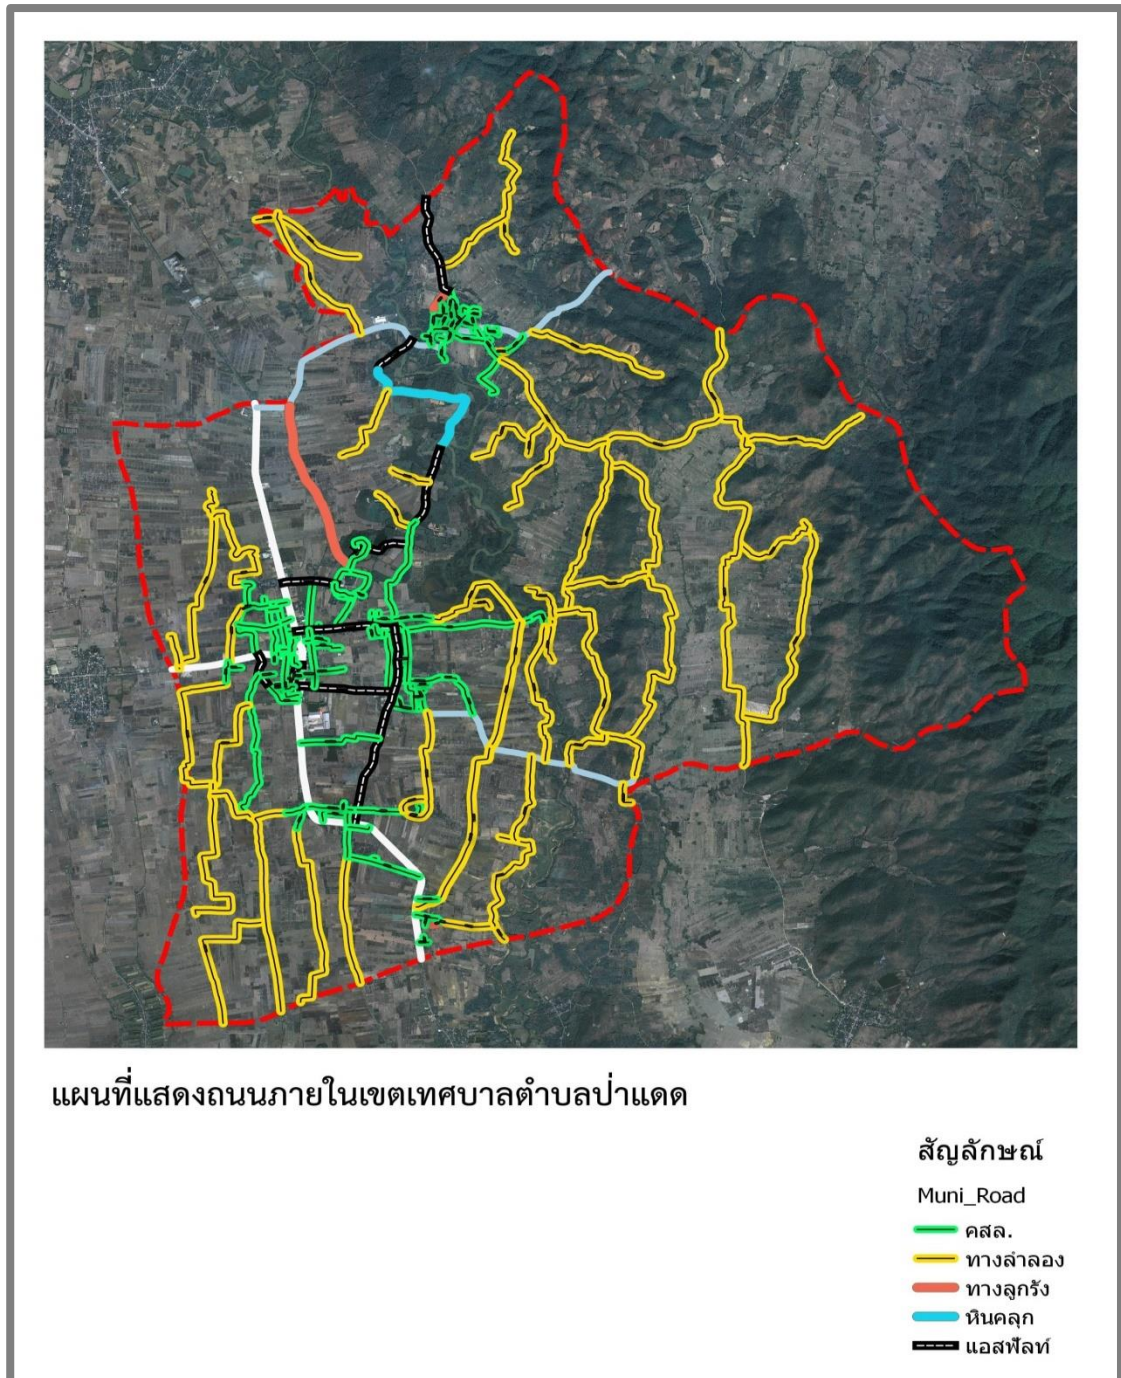 แผนที่แสดงถนนภายในเขตเทศบาลตำบลป่าแดด
สัญลักษณ์
Muni_Road
คสล.
ทางลำลอง
ทางลูกรัง
หินคลุก
แอสฟัลท์